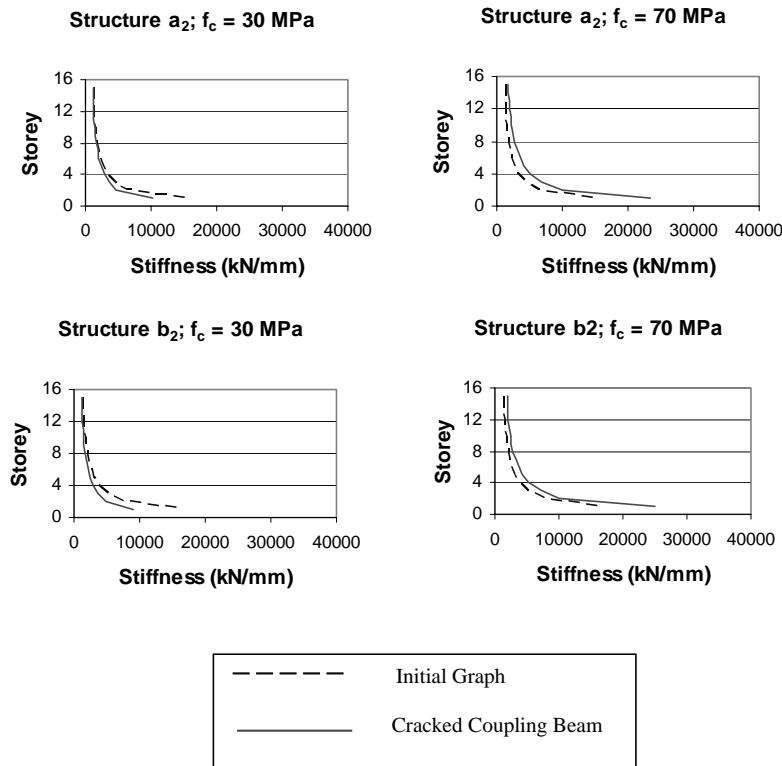 Structure a₂; f_c = 30 MPa
16
12
8
4
0
Storey
0 10000 20000 30000 40000
Stiffness (kN/mm)
Structure a₂; f_c = 70 MPa
16
12
8
4
0
Storey
0 10000 20000 30000 40000
Stiffness (kN/mm)
Structure b₂; f_c = 30 MPa
16
12
8
4
0
Storey
0 10000 20000 30000 40000
Stiffness (kN/mm)
Structure b2; f_c = 70 MPa
16
12
8
4
0
Storey
0 10000 20000 30000 40000
Stiffness (kN/mm)
Initial Graph
Cracked Coupling Beam